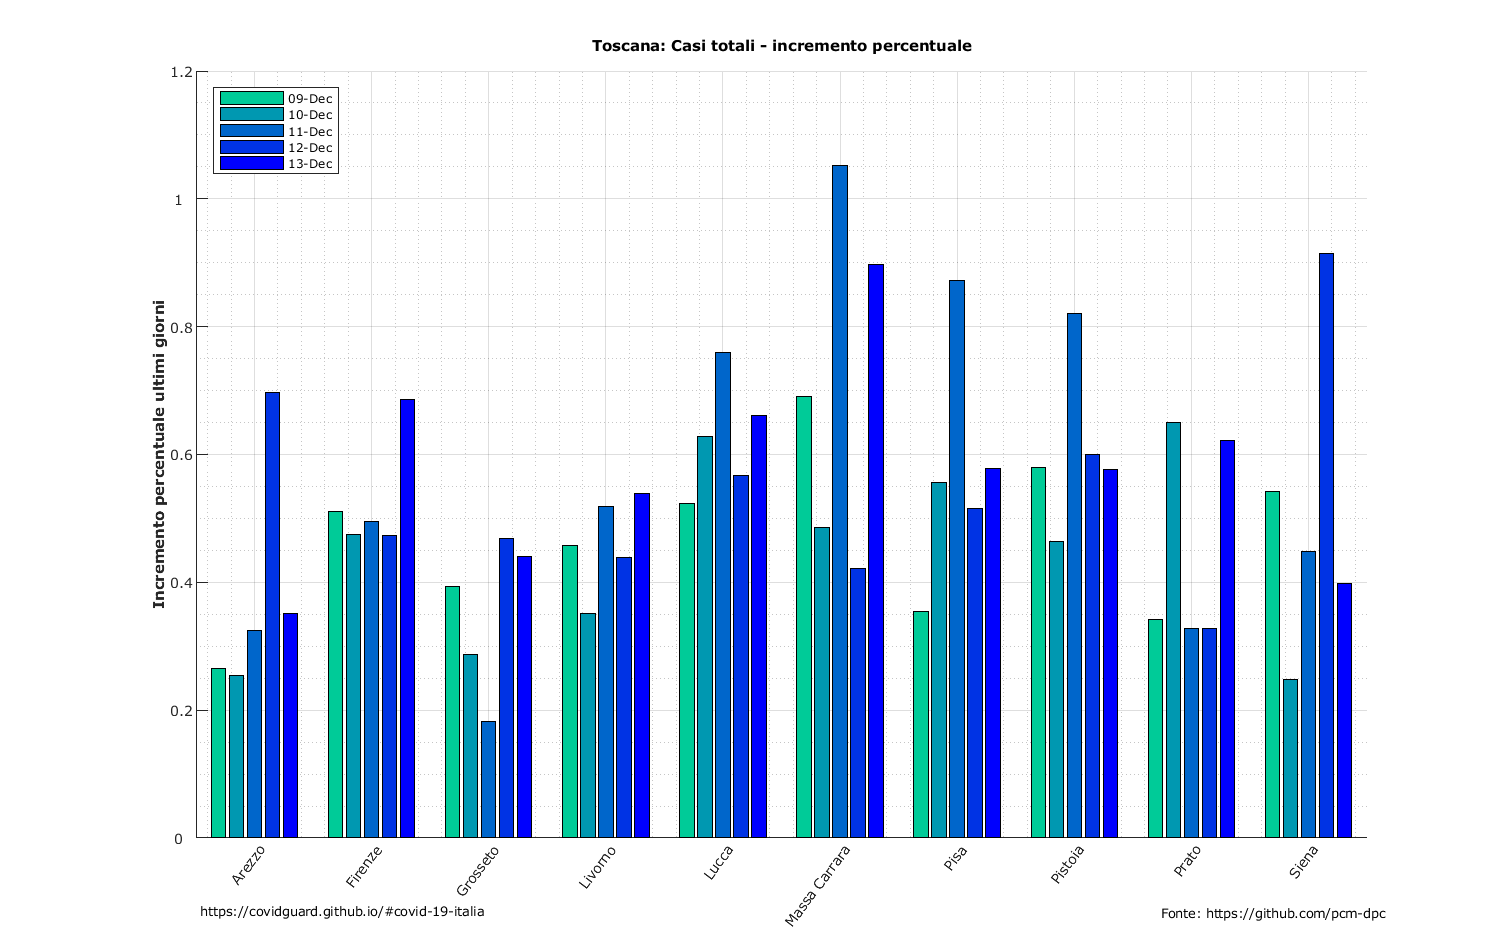 Toscana: Casi totali - incremento percentuale
Incremento percentuale ultimi giorni
1.2
1
0.8
0.6
0.4
0.2
0
09-Dec
10-Dec
11-Dec
12-Dec
13-Dec
Arezzo
Firenze
Grosseto
Livorno
Lucca
Massa Carrara
Pisa
Pistoia
Prato
Siena
https://covidguard.github.io/#covid-19-italia
Fonte: https://github.com/pcm-dpc